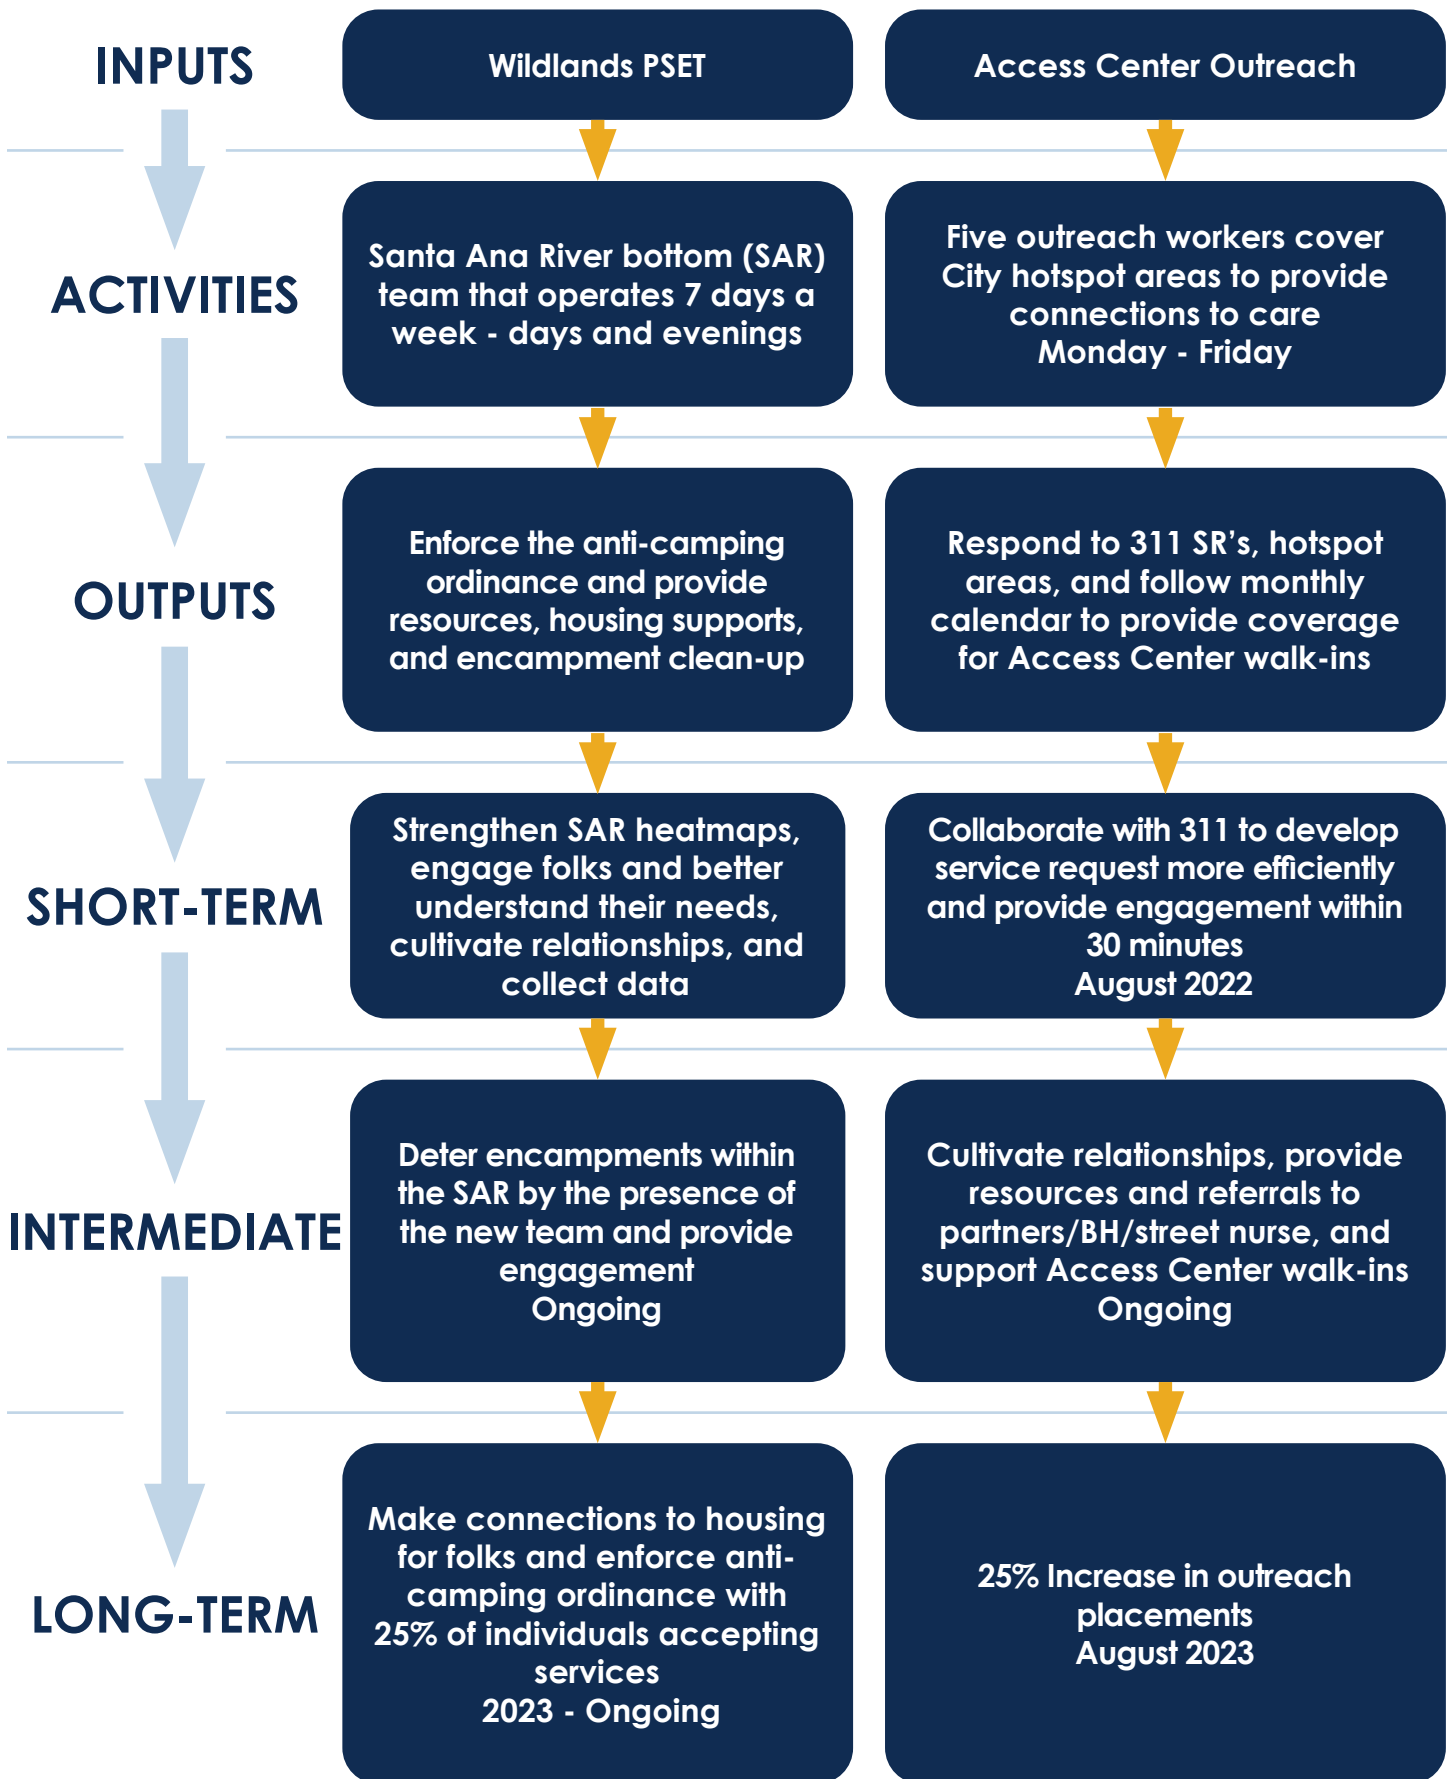 INPUTS
Wildlands PSET
Access Center Outreach
ACTIVITIES
Santa Ana River bottom (SAR)
team that operates 7 days a
week - days and evenings
Five outreach workers cover
City hotspot areas to provide
connections to care
Monday - Friday
OUTPUTS
Enforce the anti-camping
ordinance and provide
resources, housing supports,
and encampment clean-up
Respond to 311 SR’s, hotspot
areas, and follow monthly
calendar to provide coverage
for Access Center walk-ins
SHORT-TERM
Strengthen SAR heatmaps,
engage folks and better
understand their needs,
cultivate relationships, and
collect data
Collaborate with 311 to develop
service request more efficiently
and provide engagement within
30 minutes
August 2022
INTERMEDIATE
Deter encampments within
the SAR by the presence of
the new team and provide
engagement
Ongoing
Cultivate relationships, provide
resources and referrals to
partners/BH/street nurse, and
support Access Center walk-ins
Ongoing
LONG-TERM
Make connections to housing
for folks and enforce anti-
camping ordinance with
25% of individuals accepting
services
2023 - Ongoing
25% Increase in outreach
placements
August 2023